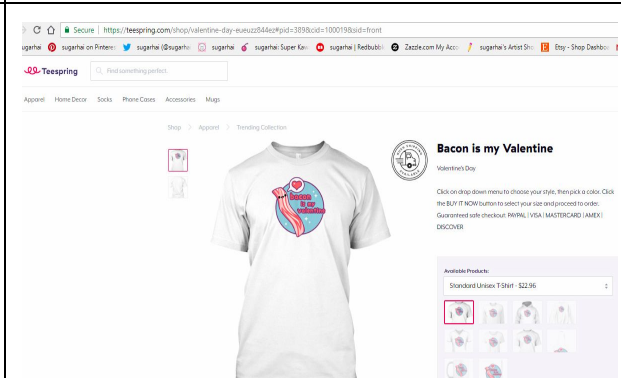 Secure | https://teespring.com/shop/valentine-day-eueuzz844ez#pid=389&cid=100019&sid=front
ugarhai sugarhai on Pinteres sugarhai (@sugarha sugarhai sugarhai: Super Kaw sugarhai | Redbubbl Zazzle.com My Acco sugarhai's Artist Sho Etsy - Shop Dashboa
Teespring
Find something perfect.
Apparel Home Decor Socks Phone Cases Accessories Mugs
Shop > Apparel > Trending Collection
Bacon is my Valentine
Valentine's Day
Click on drop down menu to choose your style, then pick a color. Click
the BUY IT NOW button to select your size and proceed to order.
Guaranteed safe checkout: PAYPAL | VISA | MASTERCARD | AMEX |
DISCOVER
bacon
is my
valentine
Available Products:
Standard Unisex T-Shirt - $22.96